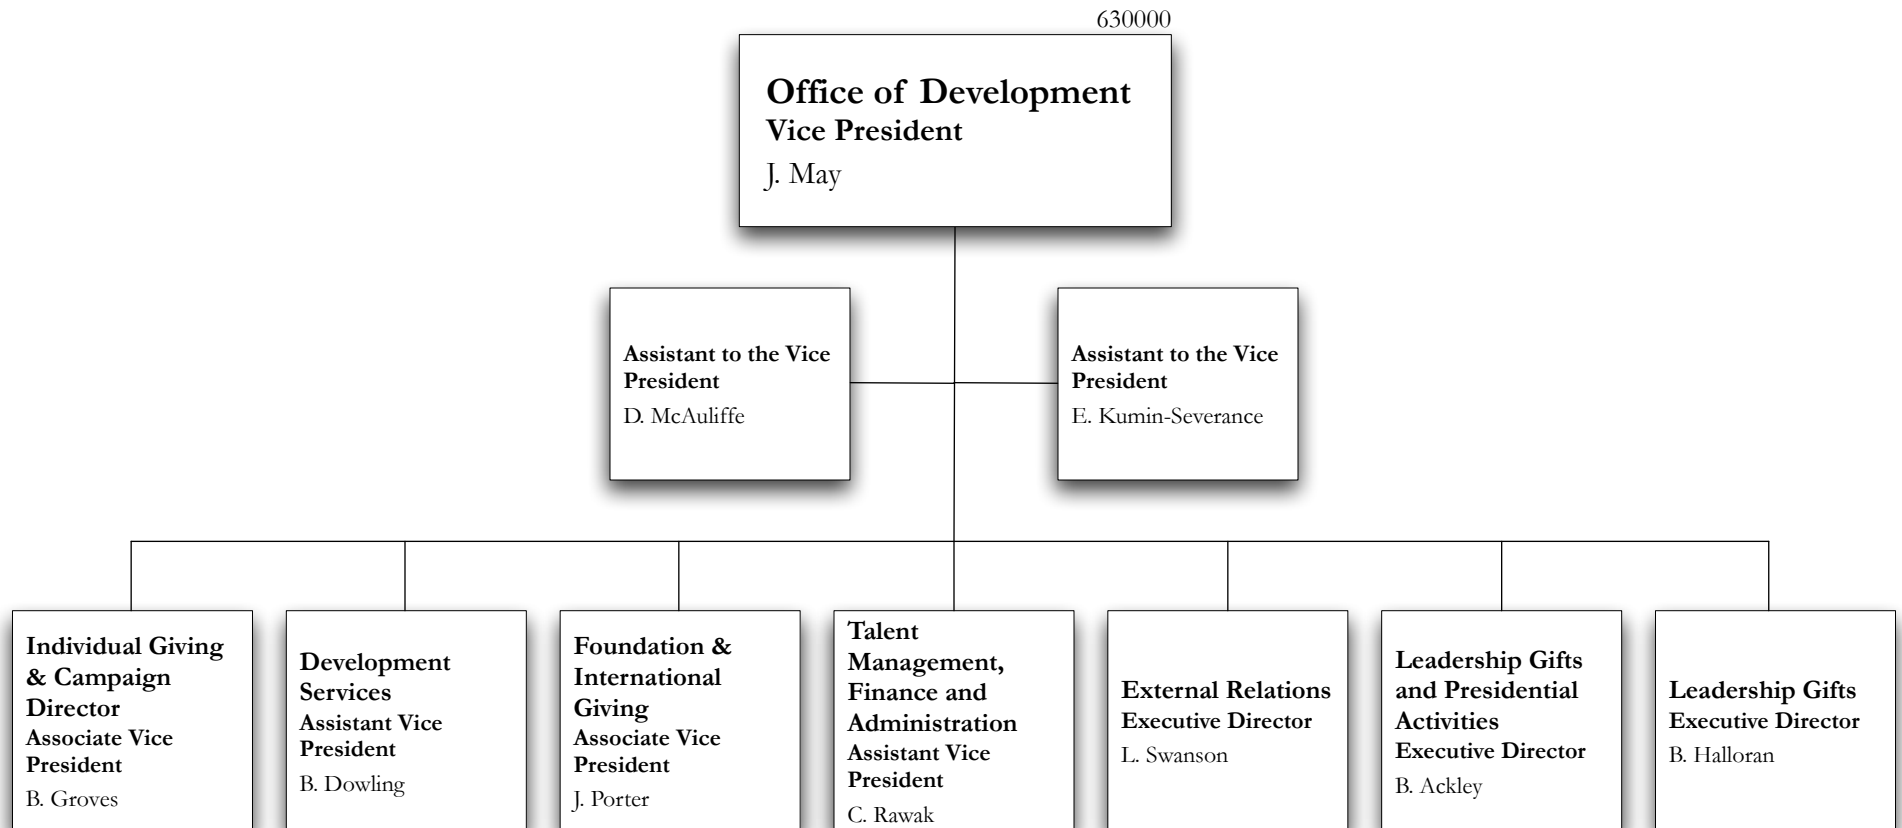 630000
Office of Development
Vice President
J. May
Assistant to the Vice
President
D. McAuliffe
Assistant to the Vice
President
E. Kumin-Severance
Individual Giving
& Campaign
Director
Associate Vice
President
B. Groves
Development
Services
Assistant Vice
President
B. Dowling
Foundation &
International
Giving
Associate Vice
President
J. Porter
Talent
Management,
Finance and
Administration
Assistant Vice
President
C. Rawak
External Relations
Executive Director
L. Swanson
Leadership Gifts
and Presidential
Activities
Executive Director
B. Ackley
Leadership Gifts
Executive Director
B. Halloran